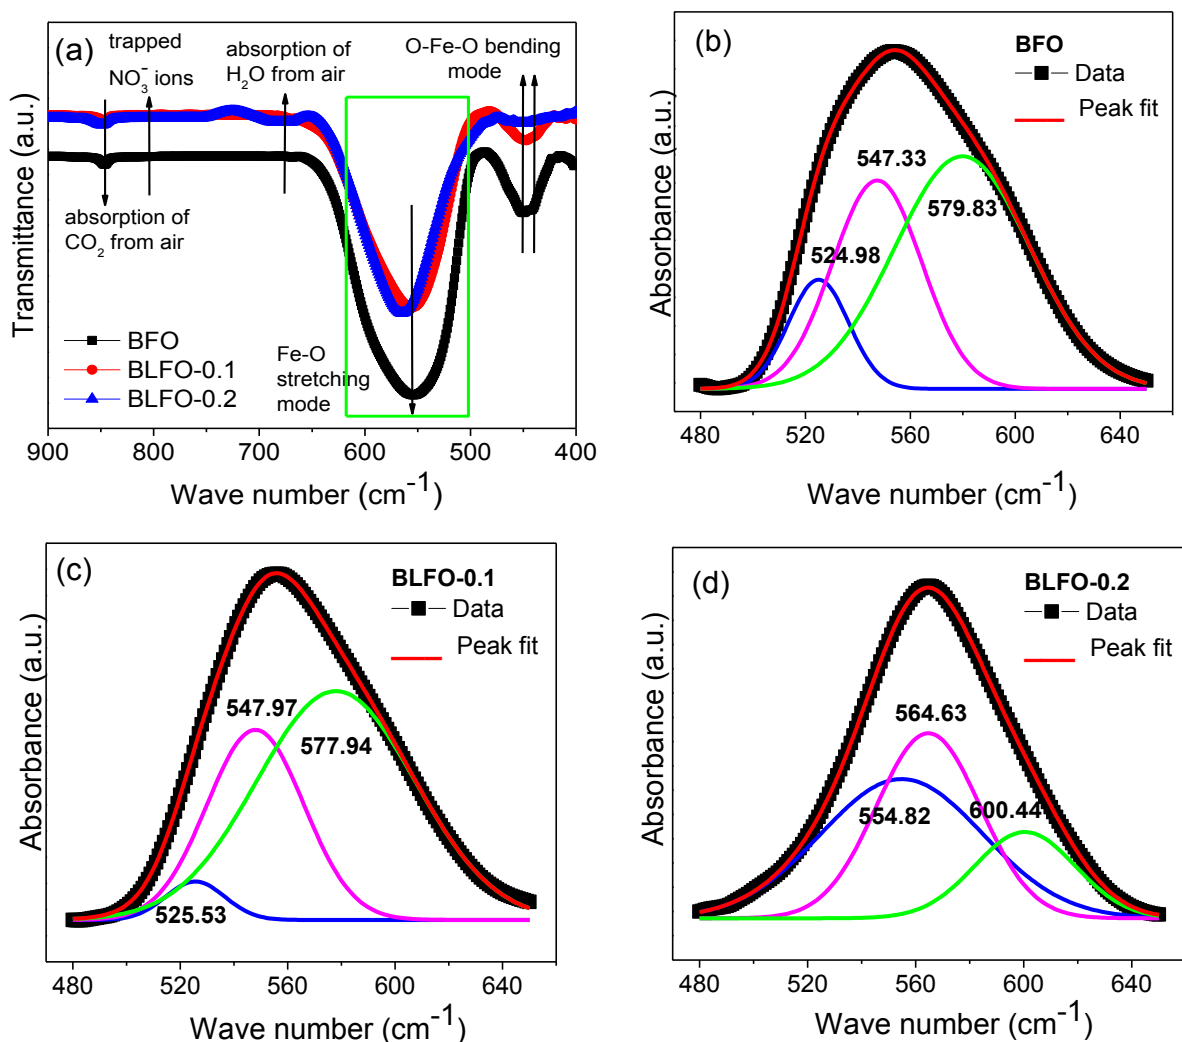 (a)
trapped
NO₃⁻ ions
absorption of
H₂O from air
O-Fe-O bending
mode
absorption of
CO₂ from air
Fe-O
stretching
mode
BFO
BLFO-0.1
BLFO-0.2
Transmittance (a.u.)
900 800 700 600 500 400
Wave number (cm⁻¹)
(b)
BFO
Data
Peak fit
547.33
579.83
524.98
Absorbance (a.u.)
480 520 560 600 640
Wave number (cm⁻¹)
(c)
BLFO-0.1
Data
Peak fit
547.97
577.94
525.53
Absorbance (a.u.)
480 520 560 600 640
Wave number (cm⁻¹)
(d)
BLFO-0.2
Data
Peak fit
564.63
554.82
600.44
Absorbance (a.u.)
480 520 560 600 640
Wave number (cm⁻¹)